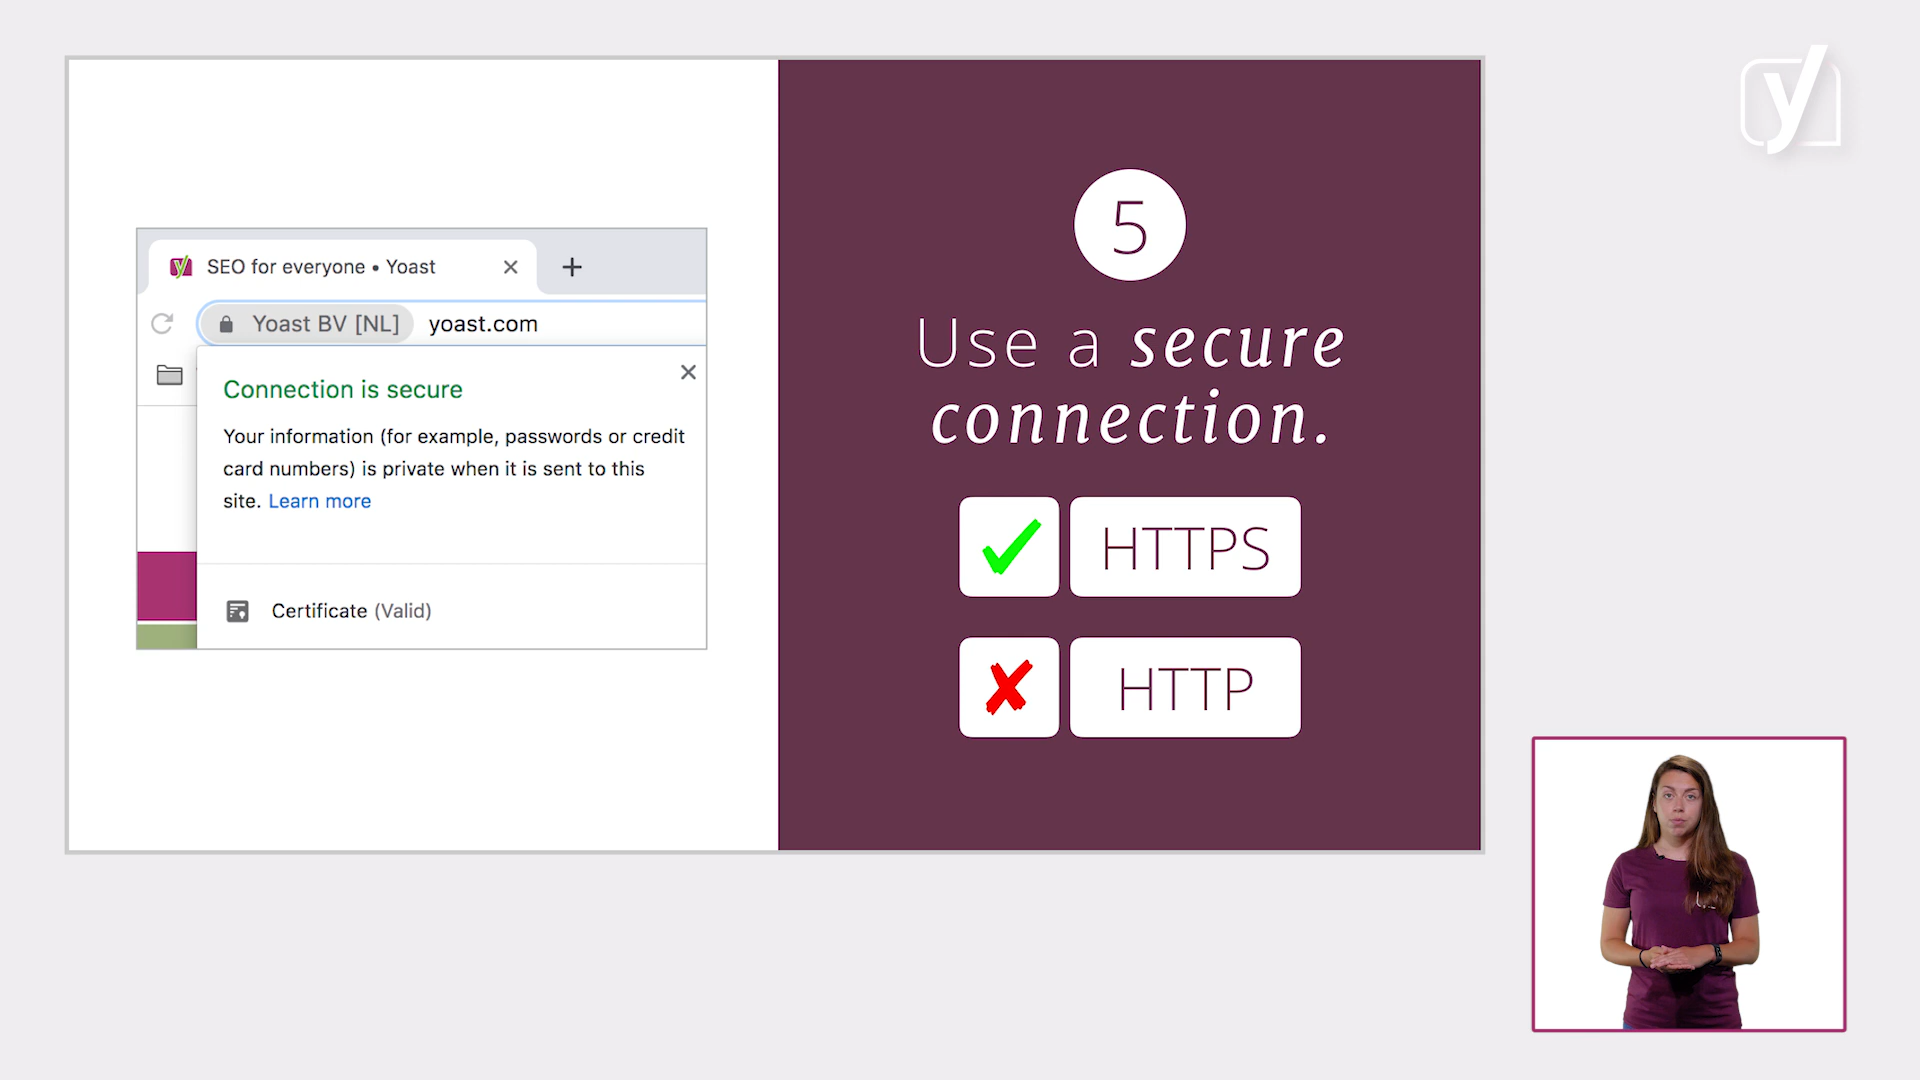 SEO for everyone • Yoast
Yoast BV [NL] yoast.com
Connection is secure
Your information (for example, passwords or credit
card numbers) is private when it is sent to this
site. Learn more
Certificate (Valid)
5
Use a secure
connection.
HTTPS
HTTP
y